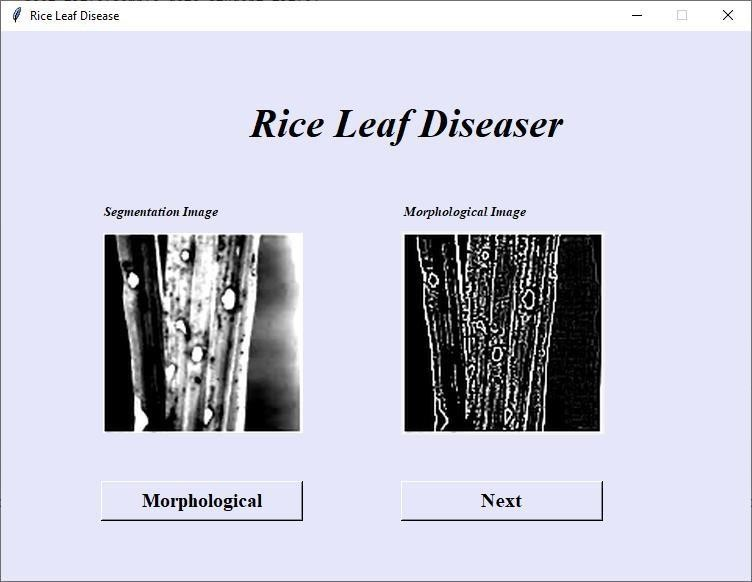 Rice Leaf Disease
Rice Leaf Diseaser
Segmentation Image
Morphological Image
Morphological
Next